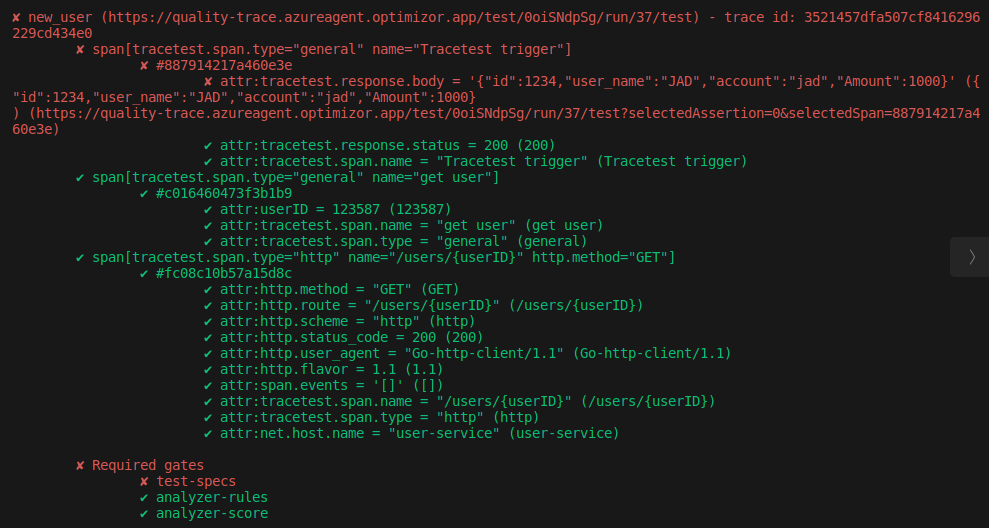 ✘ new_user (https://quality-trace.azureagent.optimizor.app/test/0oiSNdpSg/run/37/test) - trace id: 3521457dfa507cf8416296
229cd434e0
✘ span[tracetest.span.type="general" name="Tracetest trigger"]
✘ #887914217a460e3e
✘ attr:tracetest.response.body = '{"id":1234,"user_name":"JAD","account":"jad","Amount":1000}' ({
"id":1234,"user_name":"JAD","account":"jad","Amount":1000}
) (https://quality-trace.azureagent.optimizor.app/test/0oiSNdpSg/run/37/test?selectedAssertion=0&selectedSpan=887914217a4
60e3e)
✔ attr:tracetest.response.status = 200 (200)
✔ attr:tracetest.span.name = "Tracetest trigger" (Tracetest trigger)
✔ span[tracetest.span.type="general" name="get user"]
✔ #c016460473f3b1b9
✔ attr:userID = 123587 (123587)
✔ attr:tracetest.span.name = "get user" (get user)
✔ attr:tracetest.span.type = "general" (general)
✔ span[tracetest.span.type="http" name="/users/{userID}" http.method="GET"]
✔ #fc08c10b57a15d8c
✔ attr:http.method = "GET" (GET)
✔ attr:http.route = "/users/{userID}" (/users/{userID})
✔ attr:http.scheme = "http" (http)
✔ attr:http.status_code = 200 (200)
✔ attr:http.user_agent = "Go-http-client/1.1" (Go-http-client/1.1)
✔ attr:http.flavor = 1.1 (1.1)
✔ attr:span.events = '[]' ([])
✔ attr:tracetest.span.name = "/users/{userID}" (/users/{userID})
✔ attr:tracetest.span.type = "http" (http)
✔ attr:net.host.name = "user-service" (user-service)
✘ Required gates
✘ test-specs
✔ analyzer-rules
✔ analyzer-score